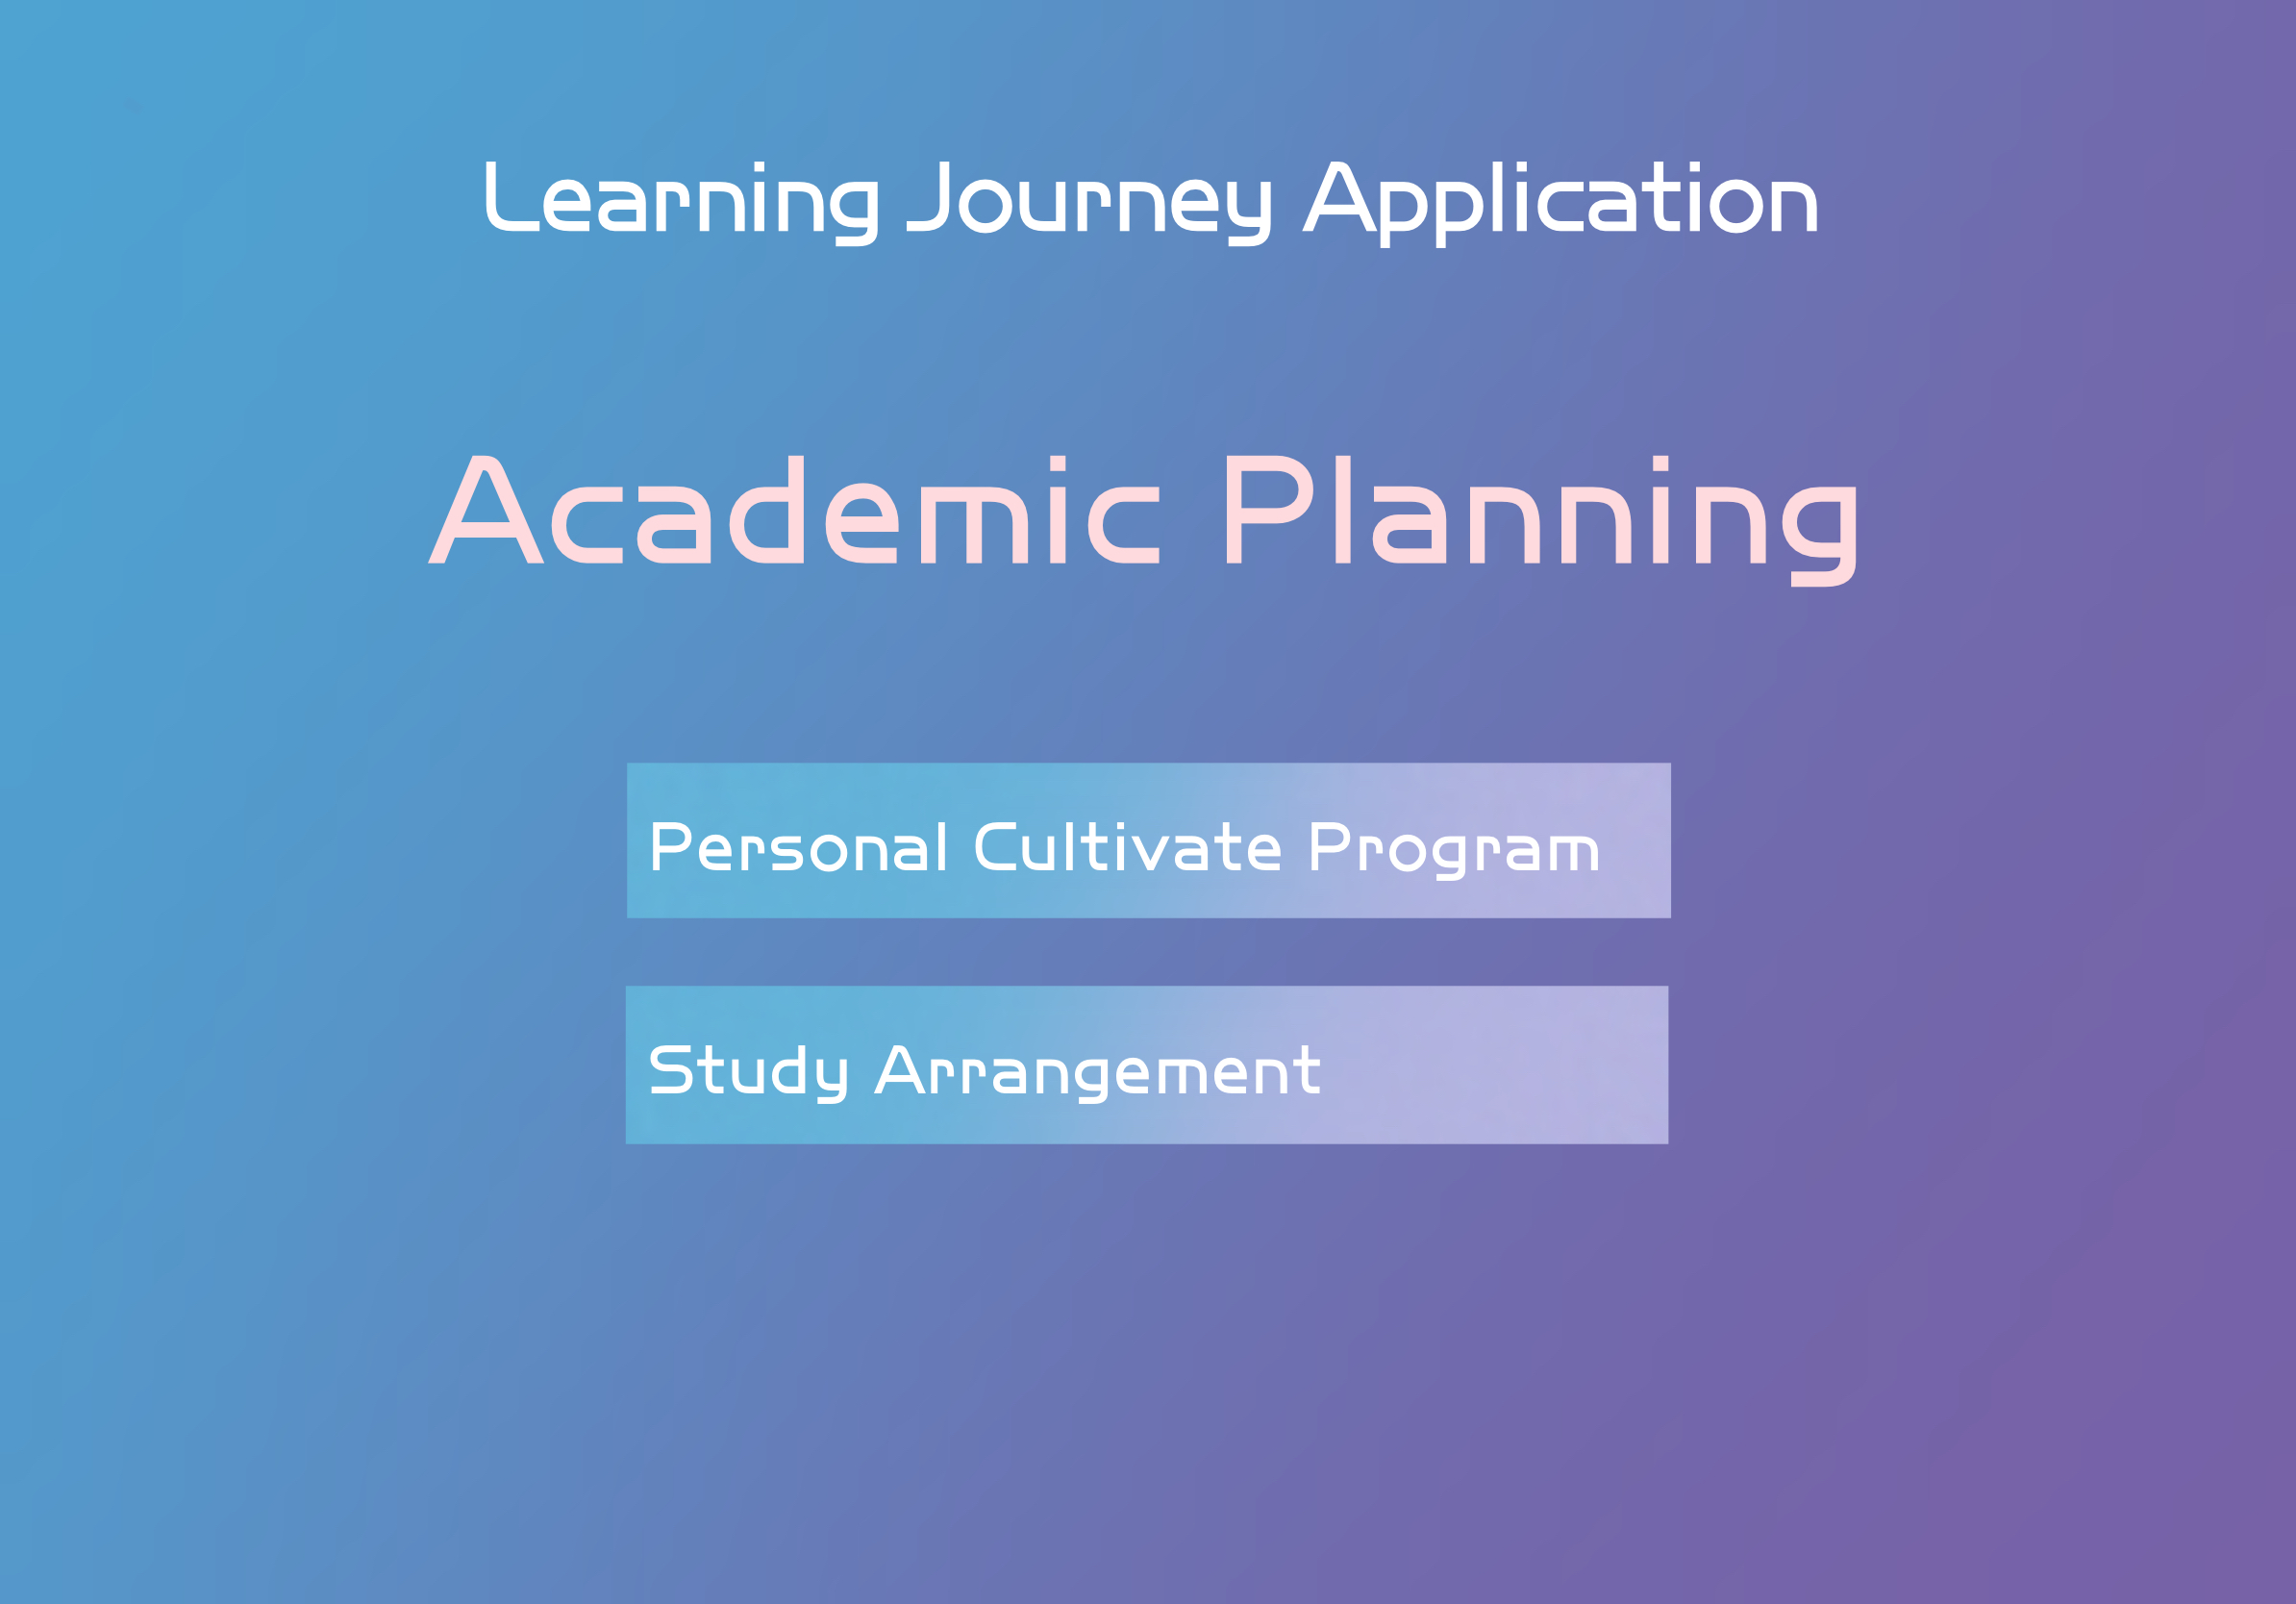 Learning Journey Application
Academic Planning
Personal Cultivate Program
Study Arrangement